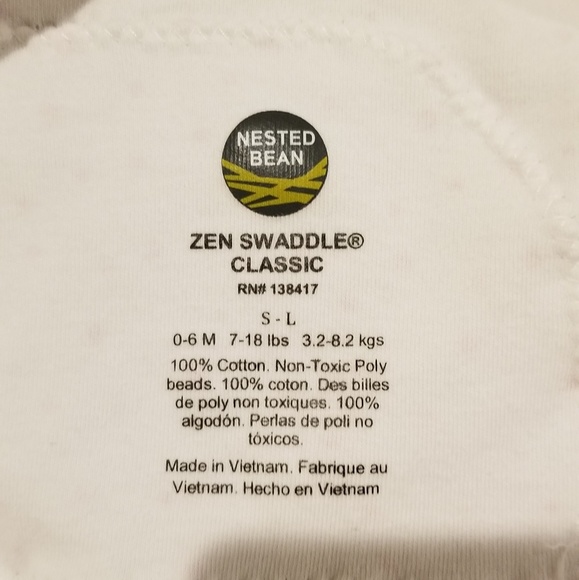 NESTED
BEAN
ZEN SWADDLE®
CLASSIC
RN# 138417
S - L
0-6 M 7-18 lbs 3.2-8.2 kgs
100% Cotton. Non-Toxic Poly
beads. 100% coton. Des billes
de poly non toxiques. 100%
algodón. Perlas de poli no
tóxicos.
Made in Vietnam. Fabrique au
Vietnam. Hecho en Vietnam